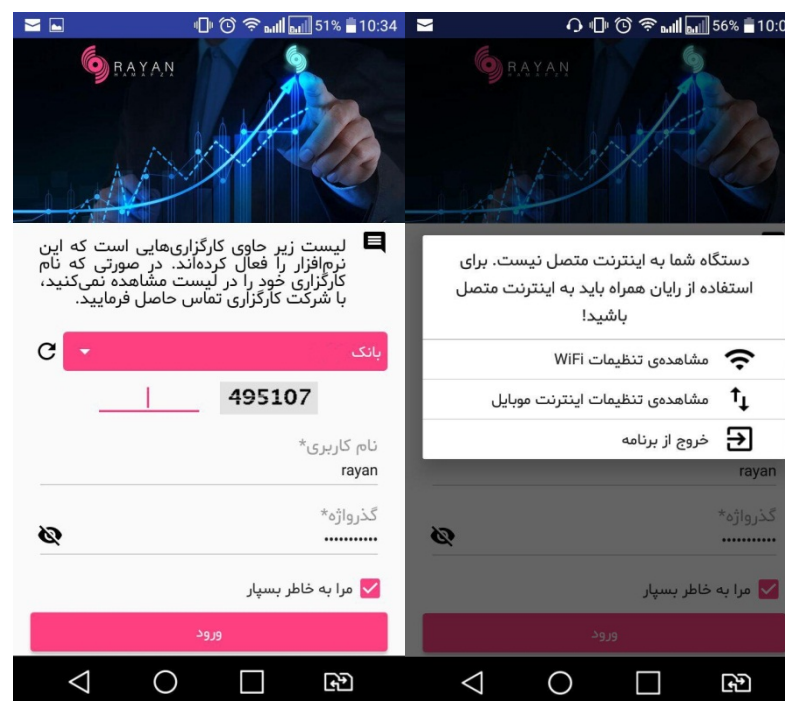 51% 10:34
RAYAN
HAMAFZA
لیست زیر حاوی کارگزاری‌هایی است که این
نرم‌افزار را فعال کرده‌اند. در صورتی که نام
کارگزاری خود را در لیست مشاهده نمی‌کنید،
با شرکت کارگزاری تماس حاصل فرمایید.
بانک
495107
نام کاربری*
rayan
گذرواژه*
مرا به خاطر بسپار
ورود
56% 10:0
RAYAN
HAMAFZA
دستگاه شما به اینترنت متصل نیست. برای
استفاده از رایان همراه باید به اینترنت متصل
باشید!
مشاهده‌ی تنظیمات WiFi
مشاهده‌ی تنظیمات اینترنت موبایل
خروج از برنامه
rayan
گذرواژه*
مرا به خاطر بسپار
ورود